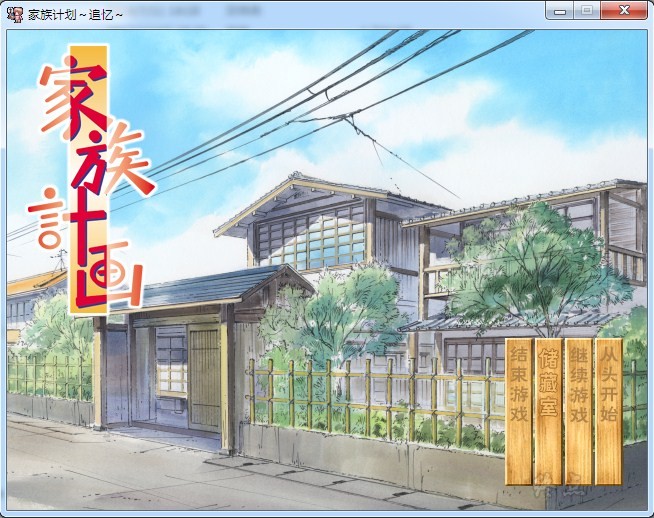 家族计划～追忆～
家族
計画
从头开始
继续游戏
储藏室
结束游戏